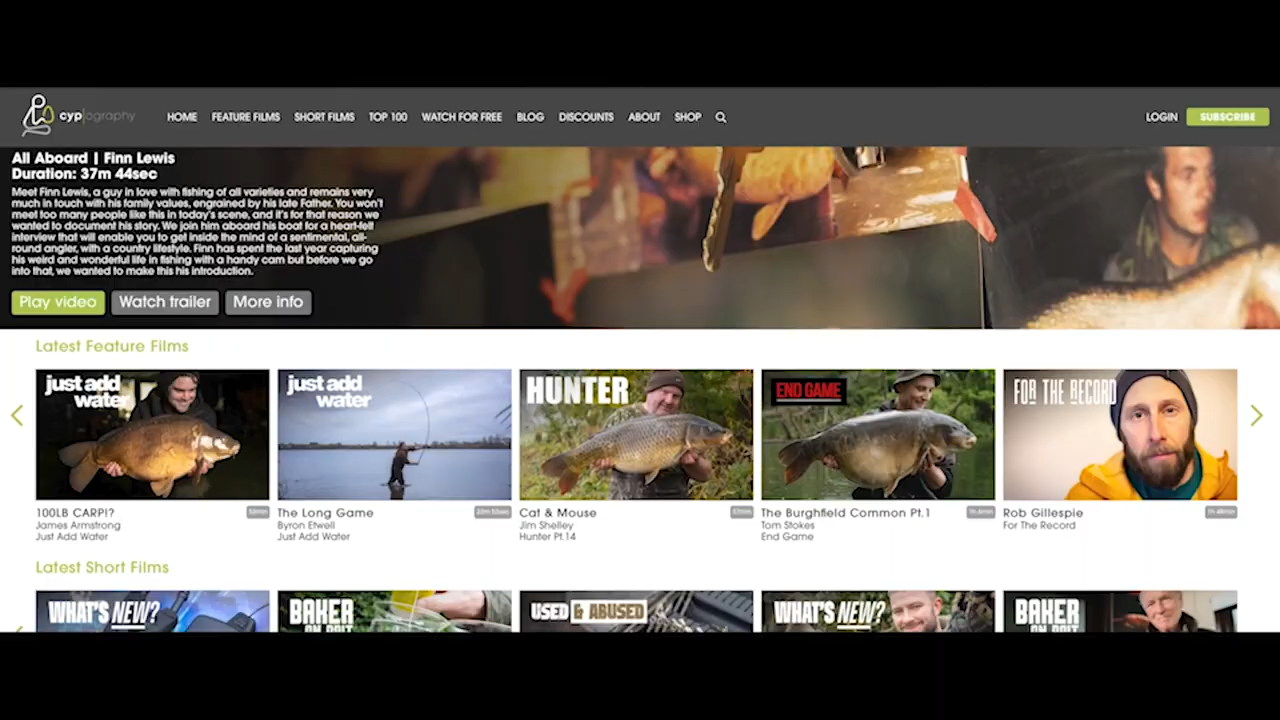 cyp|ography
HOME FEATURE FILMS SHORT FILMS TOP 100 WATCH FOR FREE BLOG DISCOUNTS ABOUT SHOP
LOGIN SUBSCRIBE
All Aboard | Finn Lewis
Duration: 37m 44sec
Meet Finn Lewis, a guy in love with fishing of all varieties and remains very
much in touch with his family values, engrained by his late Father. You won't
meet too many people like this in today's scene, and it's for that reason we
wanted to document his story. We join him aboard his boat for a heart-felt
interview that will enable you to get inside the mind of a sentimental, all-
round angler, with a country lifestyle. Finn has spent the last year capturing
his weird and wonderful life in fishing with a handy cam but before we go
into that, we wanted to make this his introduction.
Play video Watch trailer More info
Latest Feature Films
just add
water
just add
water
HUNTER
END GAME
FOR THE RECORD
100LB CARP!?
James Armstrong
Just Add Water
The Long Game
Byron Etwell
Just Add Water
Cat & Mouse
57min
Jim Shelley
Hunter Pt.14
The Burghfield Common Pt.1
Tom Stokes
End Game
Rob Gillespie
For The Record
Latest Short Films
WHAT'S NEW?
BAKER
ON BAIT
USED & ABUSED
WHAT'S NEW?
BAKER
ON BAIT